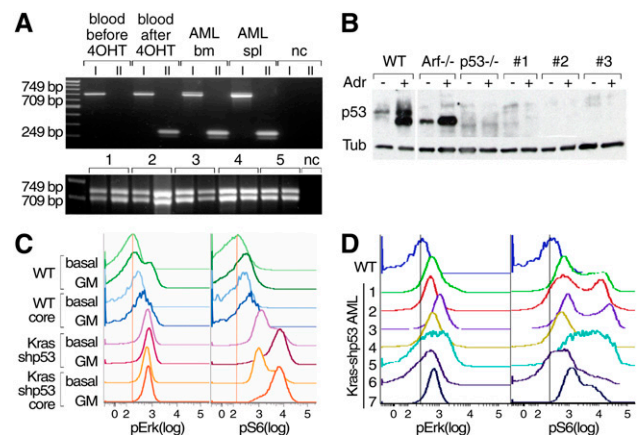 A
blood before 4OHT
blood after 4OHT
AML bm
AML spl
nc
I II I II I II I II I II
749 bp
709 bp
249 bp
1 2 3 4 5 nc
749 bp
709 bp
B
WT Arf-/- p53-/- #1 #2 #3
- + - + - + - + - + - + Adr
p53
Tub
C
WT
basal
GM
WT core
basal
GM
Kras shp53
basal
GM
Kras shp53 core
basal
GM
0 2 3 4 5
pErk(log)
0 2 3 4 5
pS6(log)
D
WT
Kras-shp53 AML
1
2
3
4
5
6
7
0 2 3 4 5
pErk(log)
0 2 3 4 5
pS6(log)